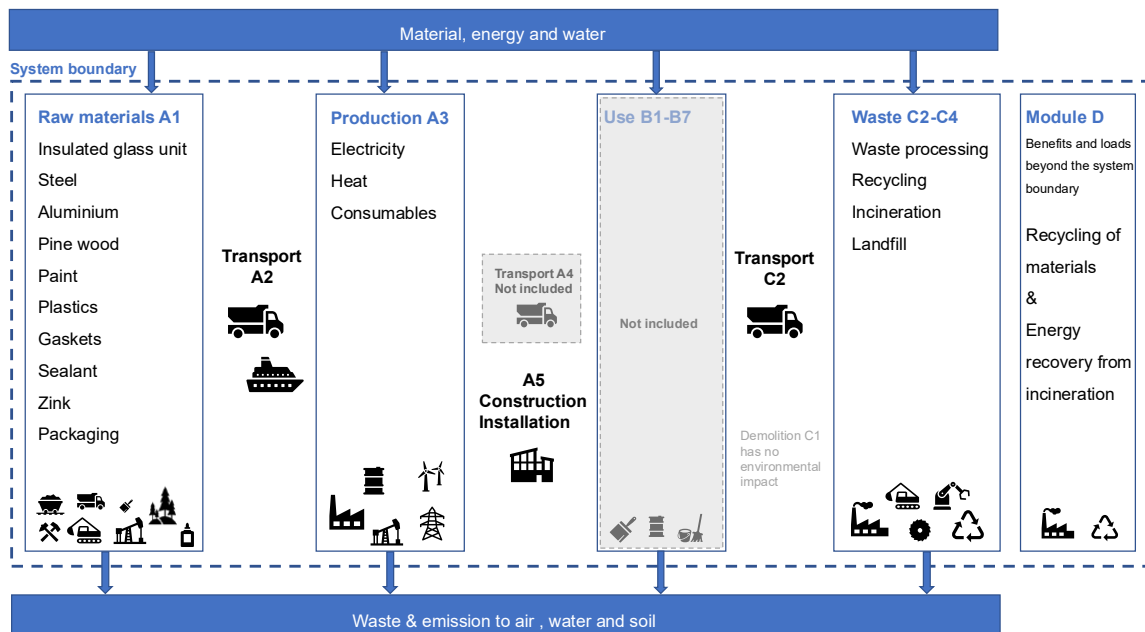 Material, energy and water
System boundary
Raw materials A1
Insulated glass unit
Steel
Aluminium
Pine wood
Paint
Plastics
Gaskets
Sealant
Zink
Packaging
Transport
A2
Production A3
Electricity
Heat
Consumables
Transport A4
Not included
A5
Construction
Installation
Use B1-B7
Not included
Transport
C2
Demolition C1
has no
environmental
impact
Waste C2-C4
Waste processing
Recycling
Incineration
Landfill
Module D
Benefits and loads
beyond the system
boundary
Recycling of
materials
&
Energy
recovery from
incineration
Waste & emission to air , water and soil